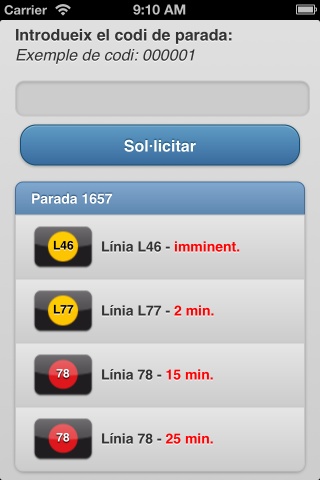 Carrier 9:10 AM
Introdueix el codi de parada:
Exemple de codi: 000001
Sol·licitar
Parada 1657
L46 Línia L46 - imminent.
L77 Línia L77 - 2 min.
78 Línia 78 - 15 min.
78 Línia 78 - 25 min.